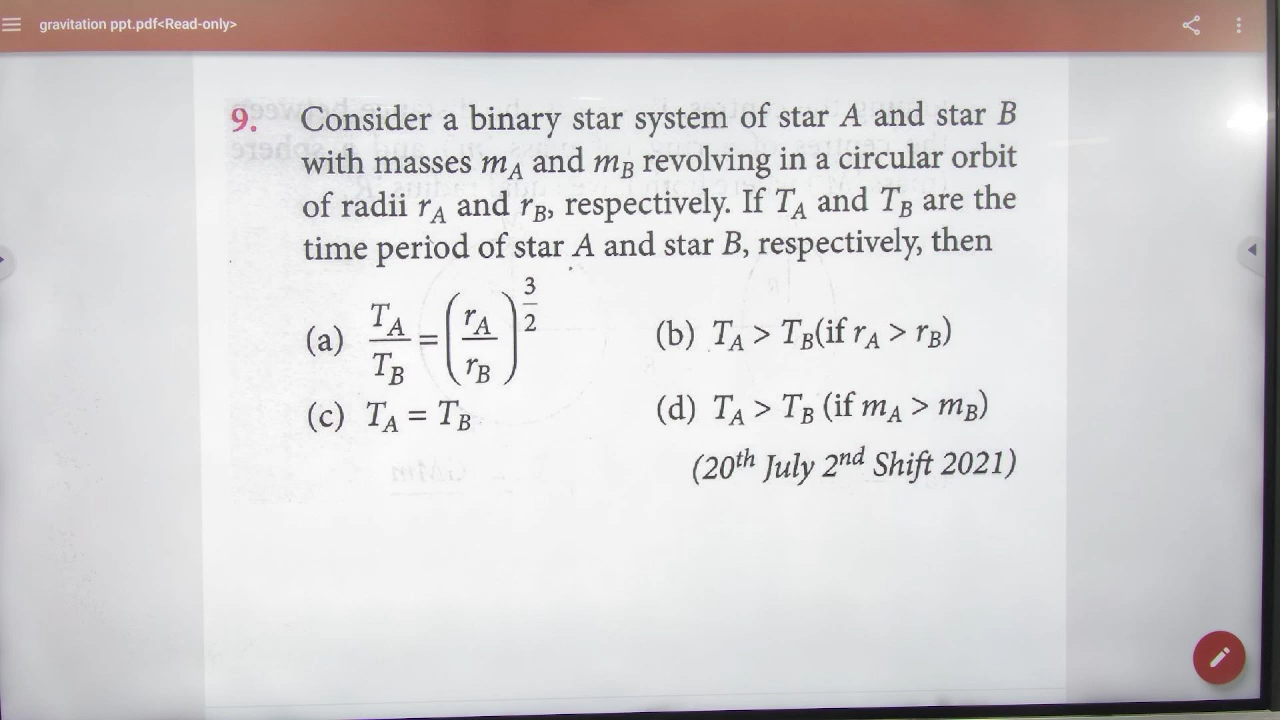 gravitation ppt.pdf<Read-only>
9. Consider a binary star system of star A and star B
with masses m_A and m_B revolving in a circular orbit
of radii r_A and r_B, respectively. If T_A and T_B are the
time period of star A and star B, respectively, then
(a) T_A/T_B = (r_A/r_B)^(3/2) (b) T_A > T_B(if r_A > r_B)
(c) T_A = T_B (d) T_A > T_B (if m_A > m_B)
(20th July 2nd Shift 2021)